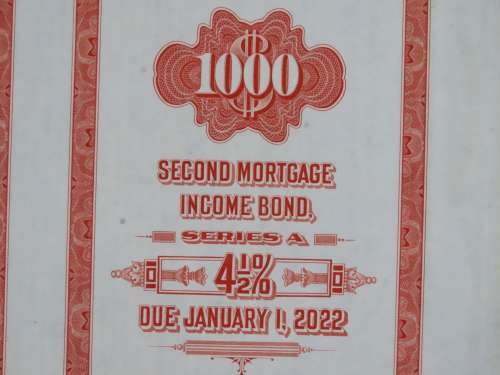 $1000
SECOND MORTGAGE
INCOME BOND,
SERIES A
4½%
DUE JANUARY 1, 2022